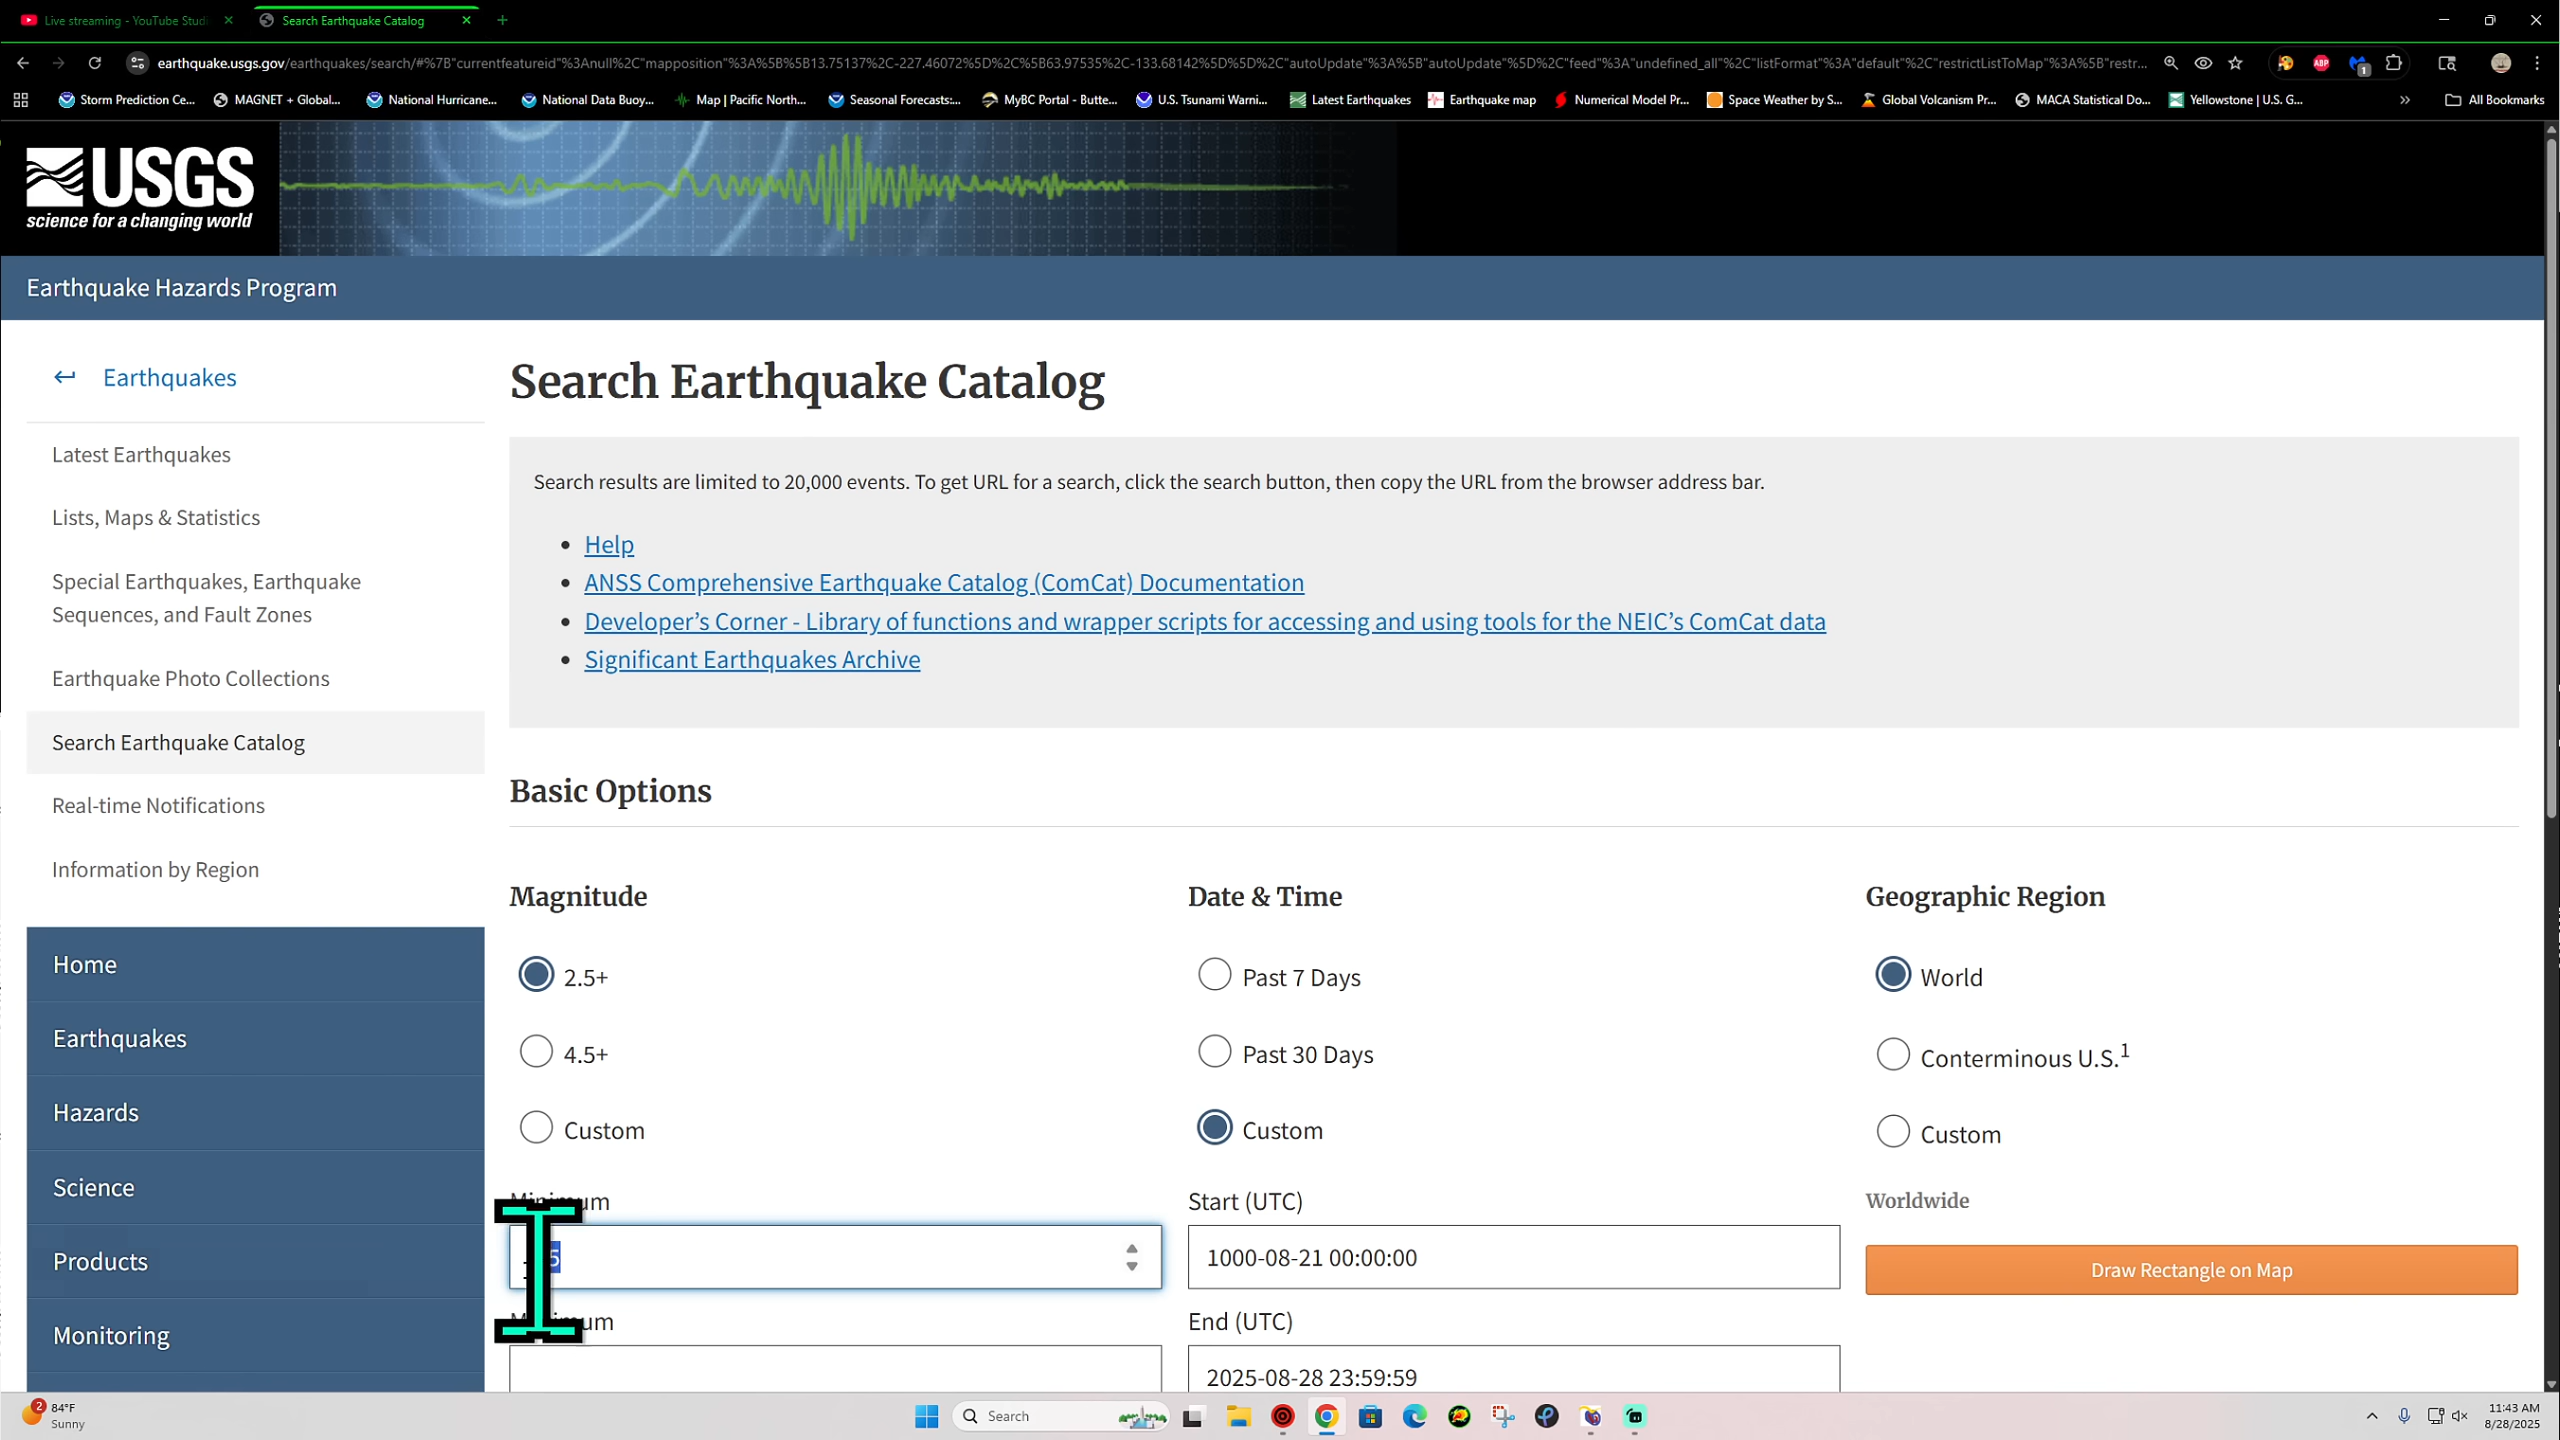 Live streaming - YouTube Studi
Search Earthquake Catalog
earthquake.usgs.gov/earthquakes/search/#%7B"currentfeatureid"%3Anull%2C"mapposition"%3A%5B%5B13.75137%2C-227.46072%5D%2C%5B63.97535%2C-133.68142%5D%5D%2C"autoUpdate"%3A%5B"autoUpdate"%5D%2C"feed"%3A"undefined_all"%2C"listFormat"%3A"default"%2C"restrictListToMap"%3A%5B"restr...
ABP
1
Storm Prediction Ce...
MAGNET + Global...
National Hurricane...
National Data Buoy...
Map | Pacific North...
Seasonal Forecasts:...
MyBC Portal - Butte...
U.S. Tsunami Warni...
Latest Earthquakes
Earthquake map
Numerical Model Pr...
Space Weather by S...
Global Volcanism Pr...
MACA Statistical Do...
Yellowstone | U.S. G...
All Bookmarks
USGS
science for a changing world
Earthquake Hazards Program
Earthquakes
Latest Earthquakes
Lists, Maps & Statistics
Special Earthquakes, Earthquake
Sequences, and Fault Zones
Earthquake Photo Collections
Search Earthquake Catalog
Real-time Notifications
Information by Region
Home
Earthquakes
Hazards
Science
Products
Monitoring
Search Earthquake Catalog
Search results are limited to 20,000 events. To get URL for a search, click the search button, then copy the URL from the browser address bar.
Help
ANSS Comprehensive Earthquake Catalog (ComCat) Documentation
Developer's Corner - Library of functions and wrapper scripts for accessing and using tools for the NEIC's ComCat data
Significant Earthquakes Archive
Basic Options
Magnitude
2.5+
4.5+
Custom
Minimum
5
Date & Time
Past 7 Days
Past 30 Days
Custom
Start (UTC)
1000-08-21 00:00:00
End (UTC)
2025-08-28 23:59:59
Geographic Region
World
Conterminous U.S.1
Custom
Worldwide
Draw Rectangle on Map
2
84°F
Sunny
Search
11:43 AM
8/28/2025